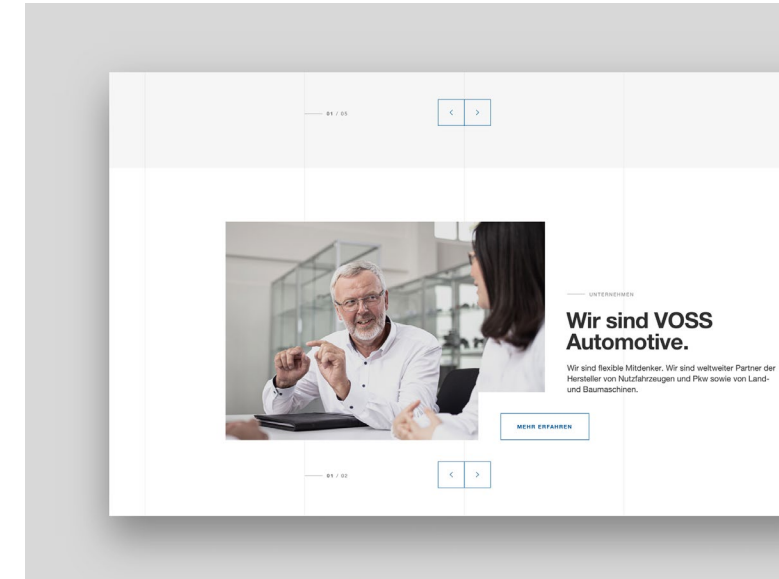 01 / 05
UNTERNEHMEN
Wir sind VOSS
Automotive.
Wir sind flexible Mitdenker. Wir sind weltweiter Partner der
Hersteller von Nutzfahrzeugen und Pkw sowie von Land-
und Baumaschinen.
MEHR ERFAHREN
01 / 02